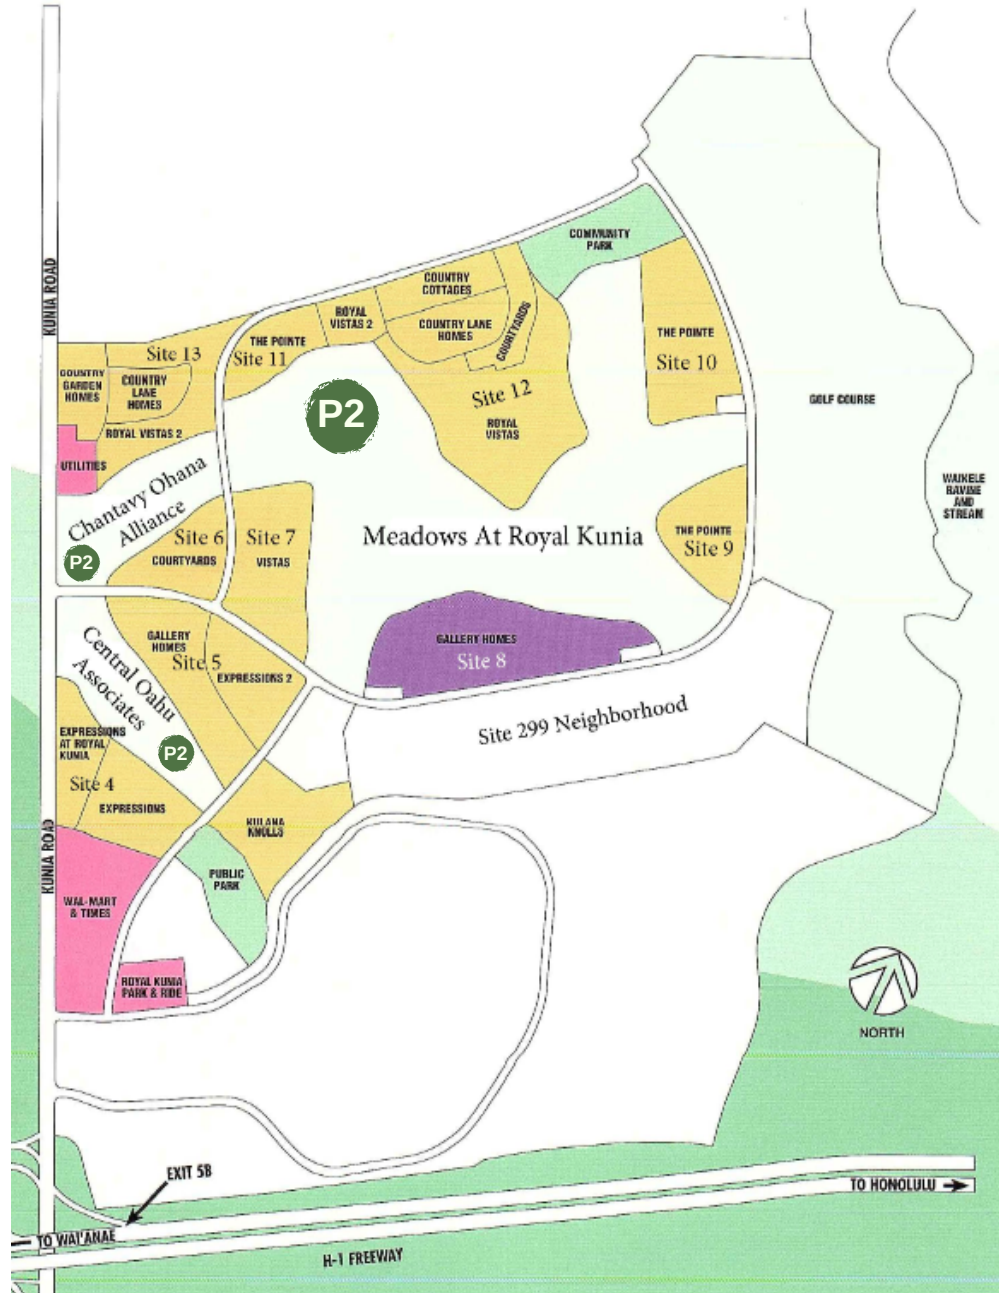 COMMUNITY
PARK
KUNIA ROAD
COUNTRY
COTTAGES
ROYAL
VISTAS 2
COUNTRY LANE
HOMES
COURTYARDS
THE POINTE
Site 11
THE POINTE
Site 10
Site 13
COUNTRY
GARDEN
HOMES
COUNTRY
LANE
HOMES
ROYAL VISTAS 2
UTILITIES
P2
Site 12
ROYAL
VISTAS
GOLF COURSE
WAIKELE
RAVINE
AND
STREAM
Chantavy Ohana
Alliance
P2
Site 6
COURTYARDS
Site 7
VISTAS
Meadows At Royal Kunia
THE POINTE
Site 9
GALLERY HOMES
Site 8
GALLERY
HOMES
Site 5
EXPRESSIONS 2
Central Oahu
Associates
P2
Site 299 Neighborhood
EXPRESSIONS
AT ROYAL
KUNIA
Site 4
EXPRESSIONS
KULANA
KNOLLS
KUNIA ROAD
PUBLIC
PARK
WAL-MART
& TIMES
ROYAL KUNIA
PARK & RIDE
NORTH
EXIT 5B
TO HONOLULU
TO WAI'ANAE
H-1 FREEWAY